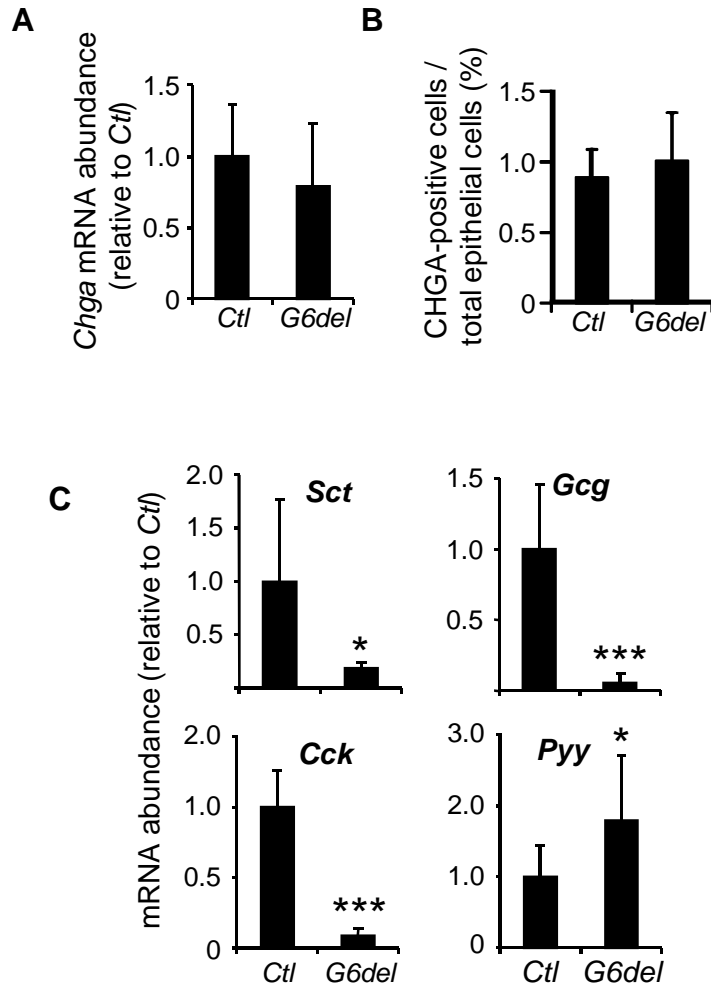 A
Chga mRNA abundance
(relative to Ctl)
1.5
1.0
0.5
0
Ctl G6del
B
CHGA-positive cells /
total epithelial cells (%)
1.5
1.0
0.5
0
Ctl G6del
C
mRNA abundance (relative to Ctl)
Sct
2.0
1.5
1.0
0.5
*
Gcg
1.5
1.0
0.5
***
Cck
2.0
1.0
0.5
0
***
Ctl G6del
Pyy
3.0
2.0
1.0
0
*
Ctl G6del